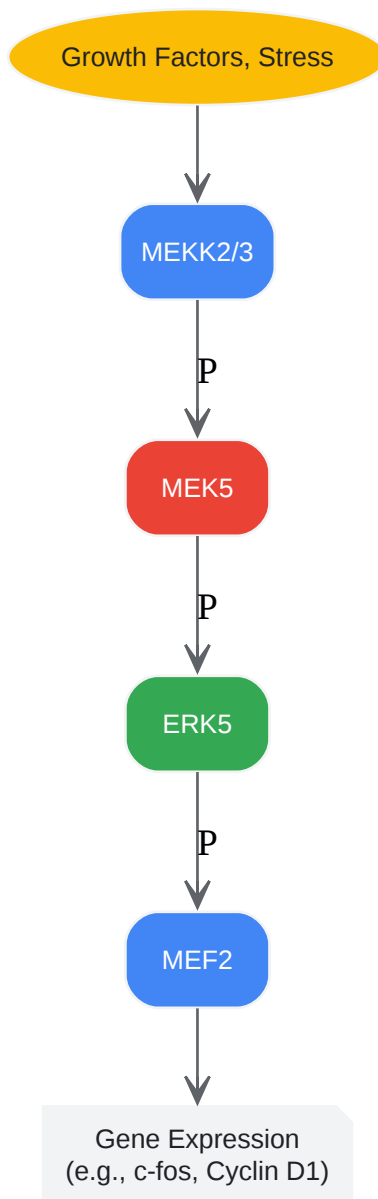 Growth Factors, Stress
MEKK2/3
P
MEK5
P
ERK5
P
MEF2
Gene Expression
(e.g., c-fos, Cyclin D1)